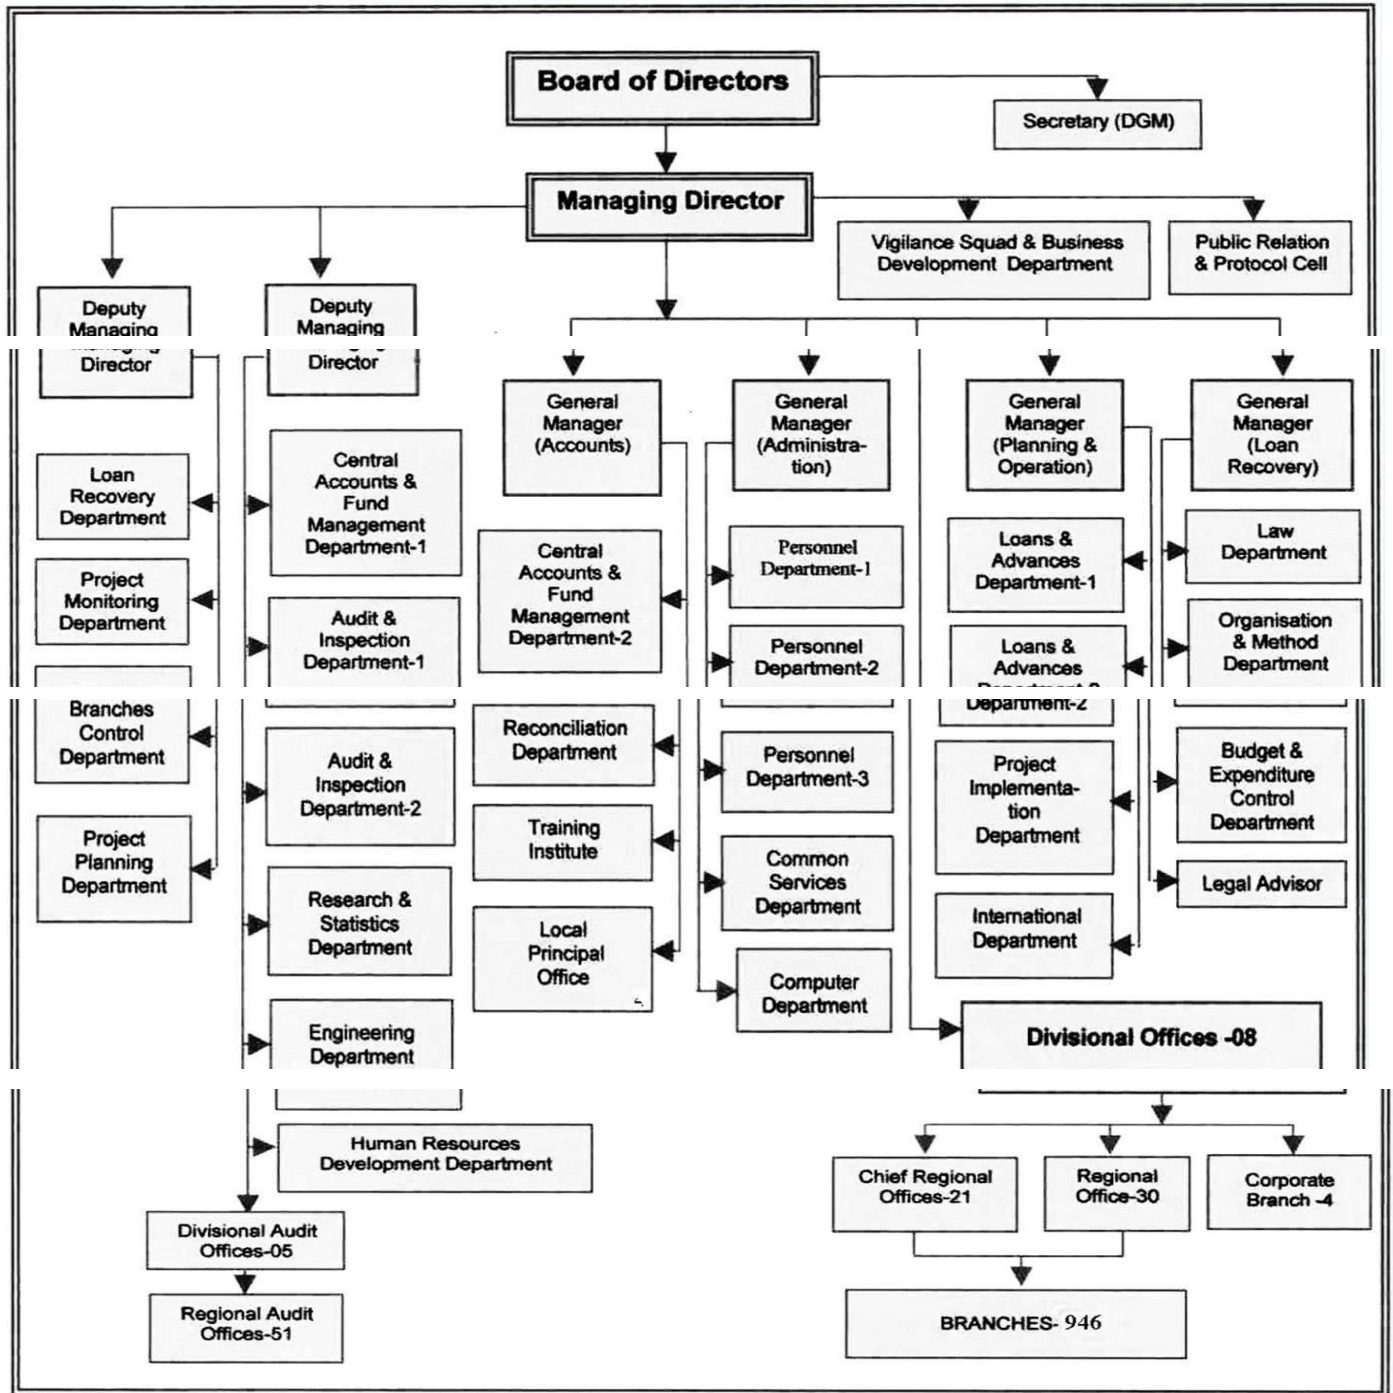 Board of Directors
Secretary (DGM)
Managing Director
Vigilance Squad & Business
Development Department
Public Relation
& Protocol Cell
Deputy
Managing
Director
Deputy
Managing
Director
General
Manager
(Accounts)
General
Manager
(Administra-
tion)
General
Manager
(Planning &
Operation)
General
Manager
(Loan
Recovery)
Loan
Recovery
Department
Project
Monitoring
Department
Branches
Control
Department
Project
Planning
Department
Central
Accounts &
Fund
Management
Department-1
Audit &
Inspection
Department-1
Audit &
Inspection
Department-2
Research &
Statistics
Department
Engineering
Department
Human Resources
Development Department
Divisional Audit
Offices-05
Regional Audit
Offices-51
Central
Accounts &
Fund
Management
Department-2
Reconciliation
Department
Training
Institute
Local
Principal
Office
Personnel
Department-1
Personnel
Department-2
Personnel
Department-3
Common
Services
Department
Computer
Department
Loans &
Advances
Department-1
Loans &
Advances
Department-2
Project
Implementa-
tion
Department
International
Department
Law
Department
Organisation
& Method
Department
Budget &
Expenditure
Control
Department
Legal Advisor
Divisional Offices -08
Chief Regional
Offices-21
Regional
Office-30
Corporate
Branch -4
BRANCHES- 946